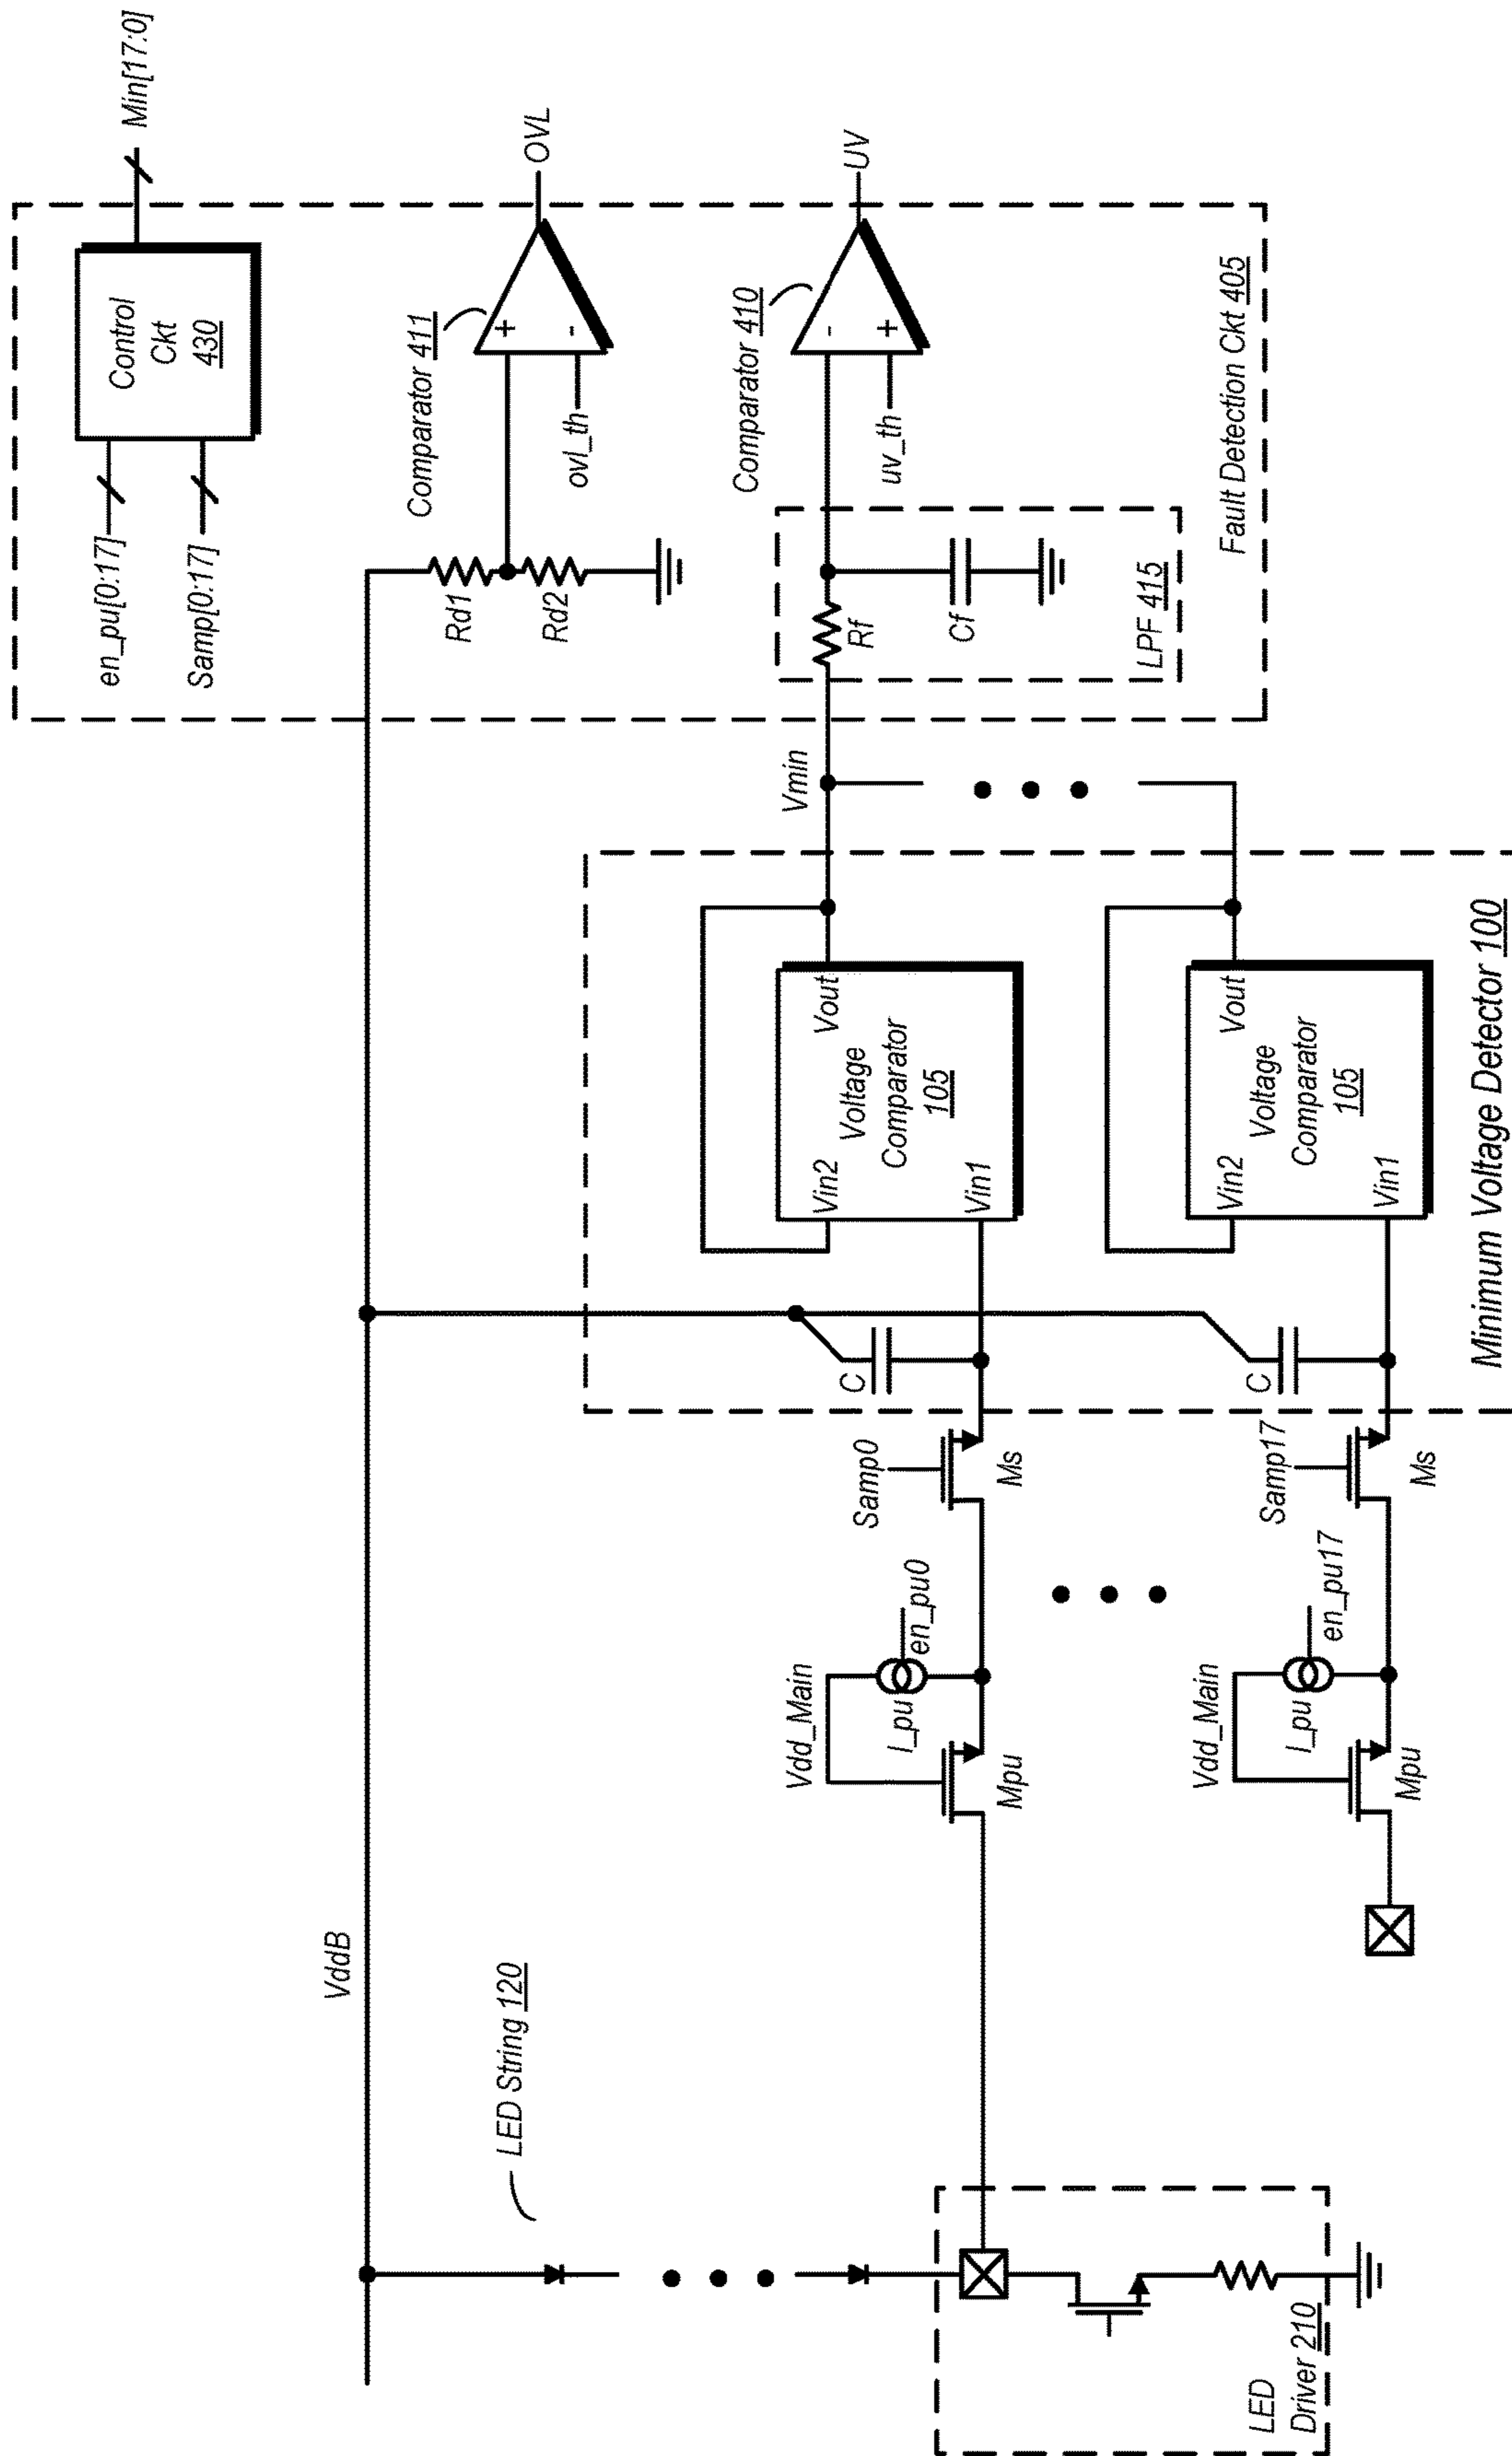 VddB
LED String 120
LED
Driver 210
Vdd_Main
I_pu
en_pu0
Mpu
Samp0
Ms
C
Vin2
Vin1
Vout
Voltage
Comparator
105
Vmin
Vdd_Main
I_pu
en_pu17
Mpu
Samp17
Ms
C
Vin2
Vin1
Vout
Voltage
Comparator
105
Minimum Voltage Detector 100
en_pu[0:17]
Samp[0:17]
Control
Ckt
430
Min[17:0]
Rd1
Rd2
Comparator 411
+
-
ovl_th
OVL
Rf
Cf
LPF 415
Comparator 410
-
+
uv_th
UV
Fault Detection Ckt 405